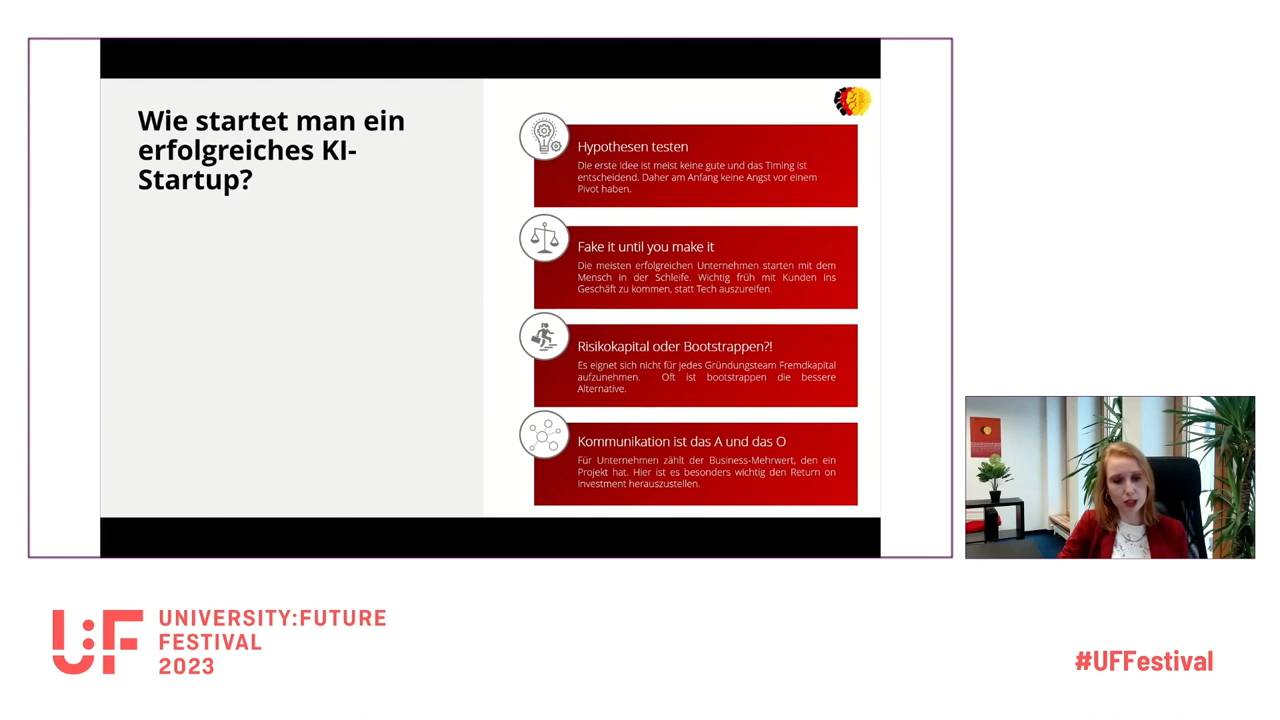 Wie startet man ein
erfolgreiches KI-
Startup?
Hypothesen testen
Die erste Idee ist meist keine gute und das Timing ist
entscheidend. Daher am Anfang keine Angst vor einem
Pivot haben.
Fake it until you make it
Die meisten erfolgreichen Unternehmen starten mit dem
Mensch in der Schleife. Wichtig früh mit Kunden ins
Geschäft zu kommen, statt Tech auszureifen.
Risikokapital oder Bootstrappen?!
Es eignet sich nicht für jedes Gründungsteam Fremdkapital
aufzunehmen. Oft ist bootstrappen die bessere
Alternative.
Kommunikation ist das A und das O
Für Unternehmen zählt der Business-Mehrwert, den ein
Projekt hat. Hier ist es besonders wichtig den Return on
Investment herauszustellen.
U:F
UNIVERSITY:FUTURE
FESTIVAL
2023
#UFFestival